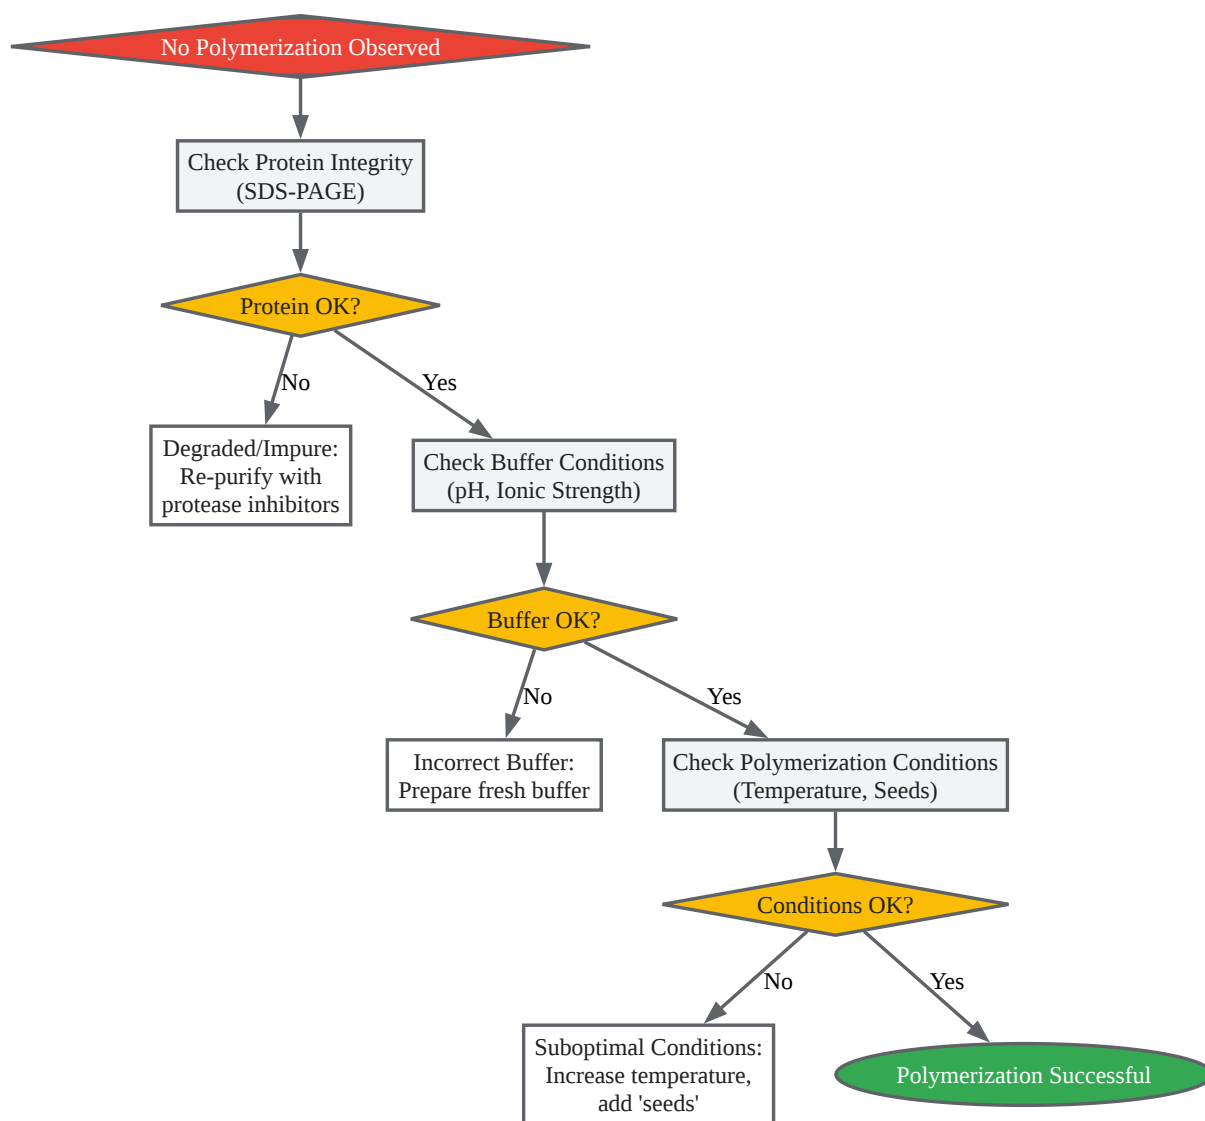 No Polymerization Observed
Check Protein Integrity
(SDS-PAGE)
Protein OK?
No
Yes
Degraded/Impure:
Re-purify with
protease inhibitors
Check Buffer Conditions
(pH, Ionic Strength)
Buffer OK?
No
Yes
Incorrect Buffer:
Prepare fresh buffer
Check Polymerization Conditions
(Temperature, Seeds)
Conditions OK?
No
Yes
Suboptimal Conditions:
Increase temperature,
add 'seeds'
Polymerization Successful